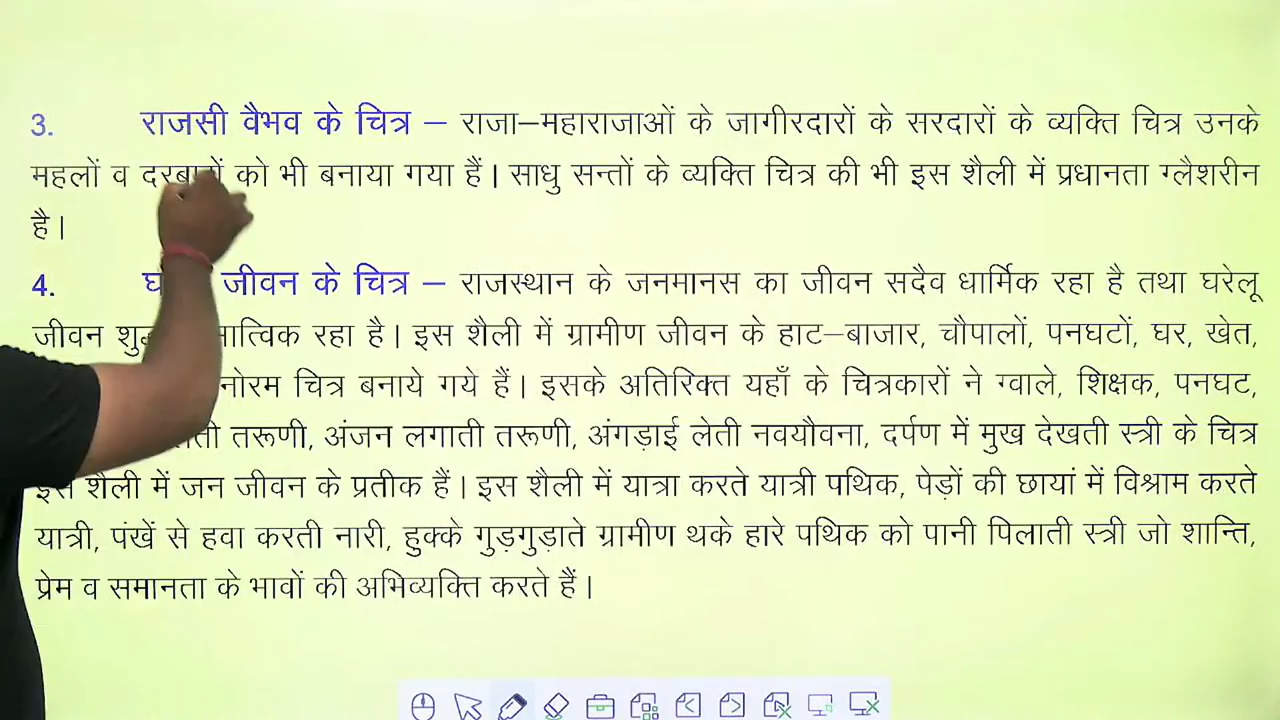 3. राजसी वैभव के चित्र – राजा–महाराजाओं के जागीरदारों के सरदारों के व्यक्ति चित्र उनके
महलों व दरबारों को भी बनाया गया हैं। साधु सन्तों के व्यक्ति चित्र की भी इस शैली में प्रधानता ग्लैशरीन
है।
4. जीवन के चित्र – राजस्थान के जनमानस का जीवन सदैव धार्मिक रहा है तथा घरेलू
जीवन रहा है। इस शैली में ग्रामीण जीवन के हाट–बाजार, चौपालों, पनघटों, घर, खेत,
चित्र बनाये गये हैं। इसके अतिरिक्त यहाँ के चित्रकारों ने ग्वाले, शिक्षक, पनघट,
तरूणी, अंजन लगाती तरूणी, अंगड़ाई लेती नवयौवना, दर्पण में मुख देखती स्त्री के चित्र
इस शैली में जन जीवन के प्रतीक हैं। इस शैली में यात्रा करते यात्री पथिक, पेड़ों की छायां में विश्राम करते
यात्री, पंखें से हवा करती नारी, हुक्के गुड़गुड़ाते ग्रामीण थके हारे पथिक को पानी पिलाती स्त्री जो शान्ति,
प्रेम व समानता के भावों की अभिव्यक्ति करते हैं।